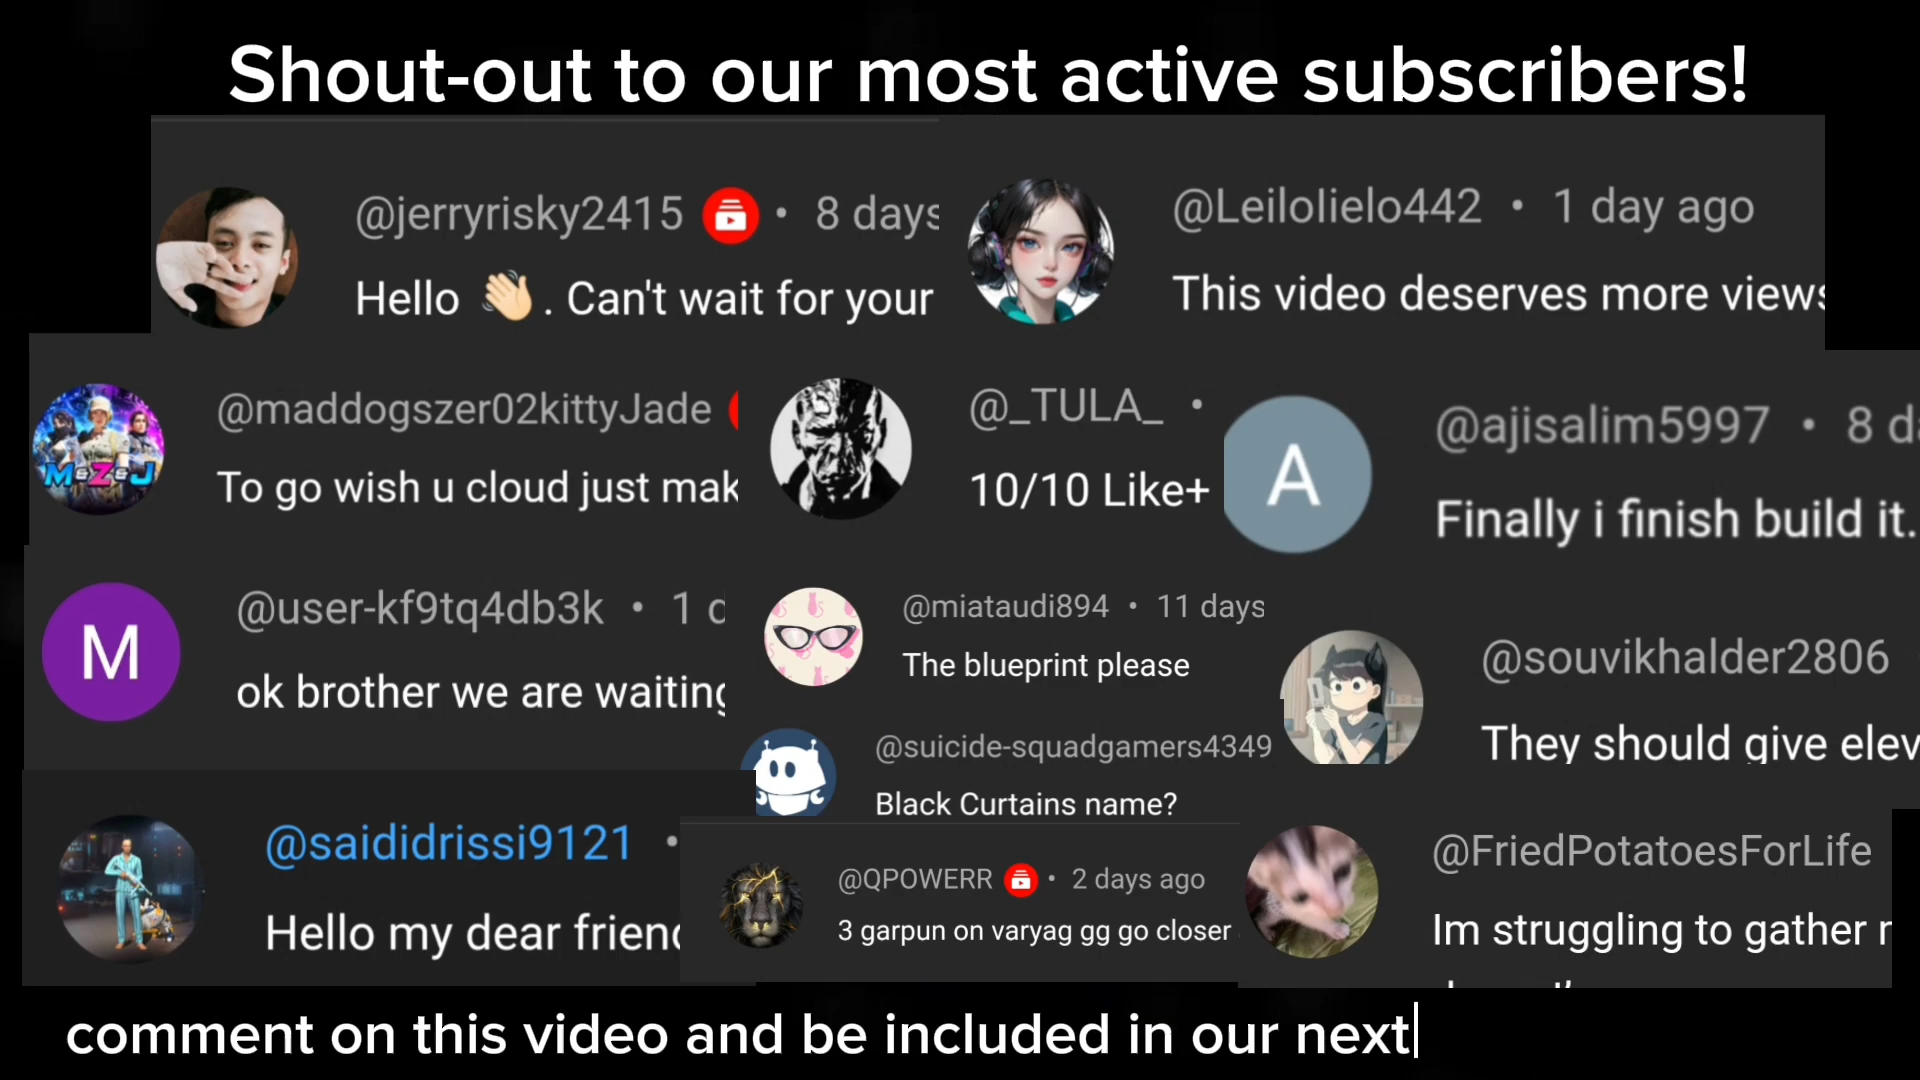 Shout-out to our most active subscribers!
@jerryrisky2415 • 8 days
Hello 👋 . Can't wait for your
@Leilolielo442 • 1 day ago
This video deserves more views
@maddogszer02kittyJade
To go wish u cloud just mak
M&Z&J
@_TULA_ •
10/10 Like+
A
@ajisalim5997 • 8 da
Finally i finish build it.
M
@user-kf9tq4db3k • 1 d
ok brother we are waiting
@miataudi894 • 11 days
The blueprint please
@souvikhalder2806
They should give elev
@suicide-squadgamers4349
Black Curtains name?
@saididrissi9121 •
Hello my dear friend
@QPOWERR • 2 days ago
3 garpun on varyag gg go closer
@FriedPotatoesForLife
Im struggling to gather
comment on this video and be included in our next